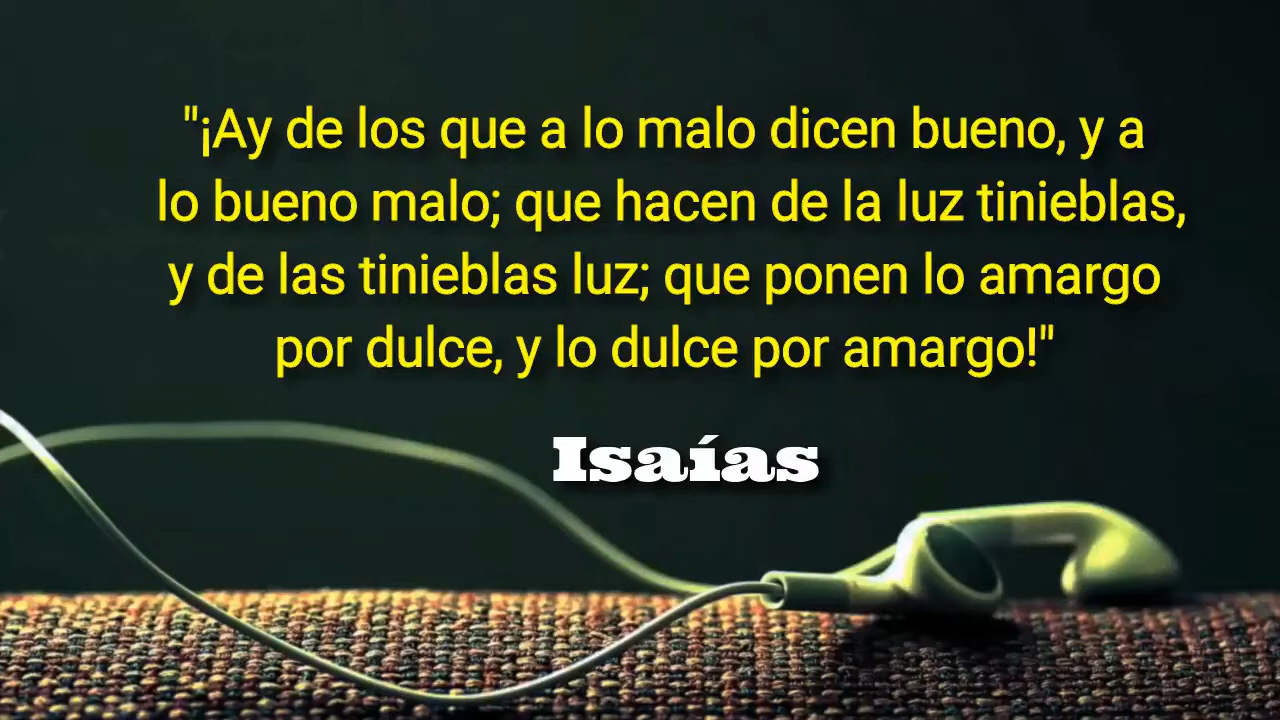 "¡Ay de los que a lo malo dicen bueno, y a
lo bueno malo; que hacen de la luz tinieblas,
y de las tinieblas luz; que ponen lo amargo
por dulce, y lo dulce por amargo!"
Isaías